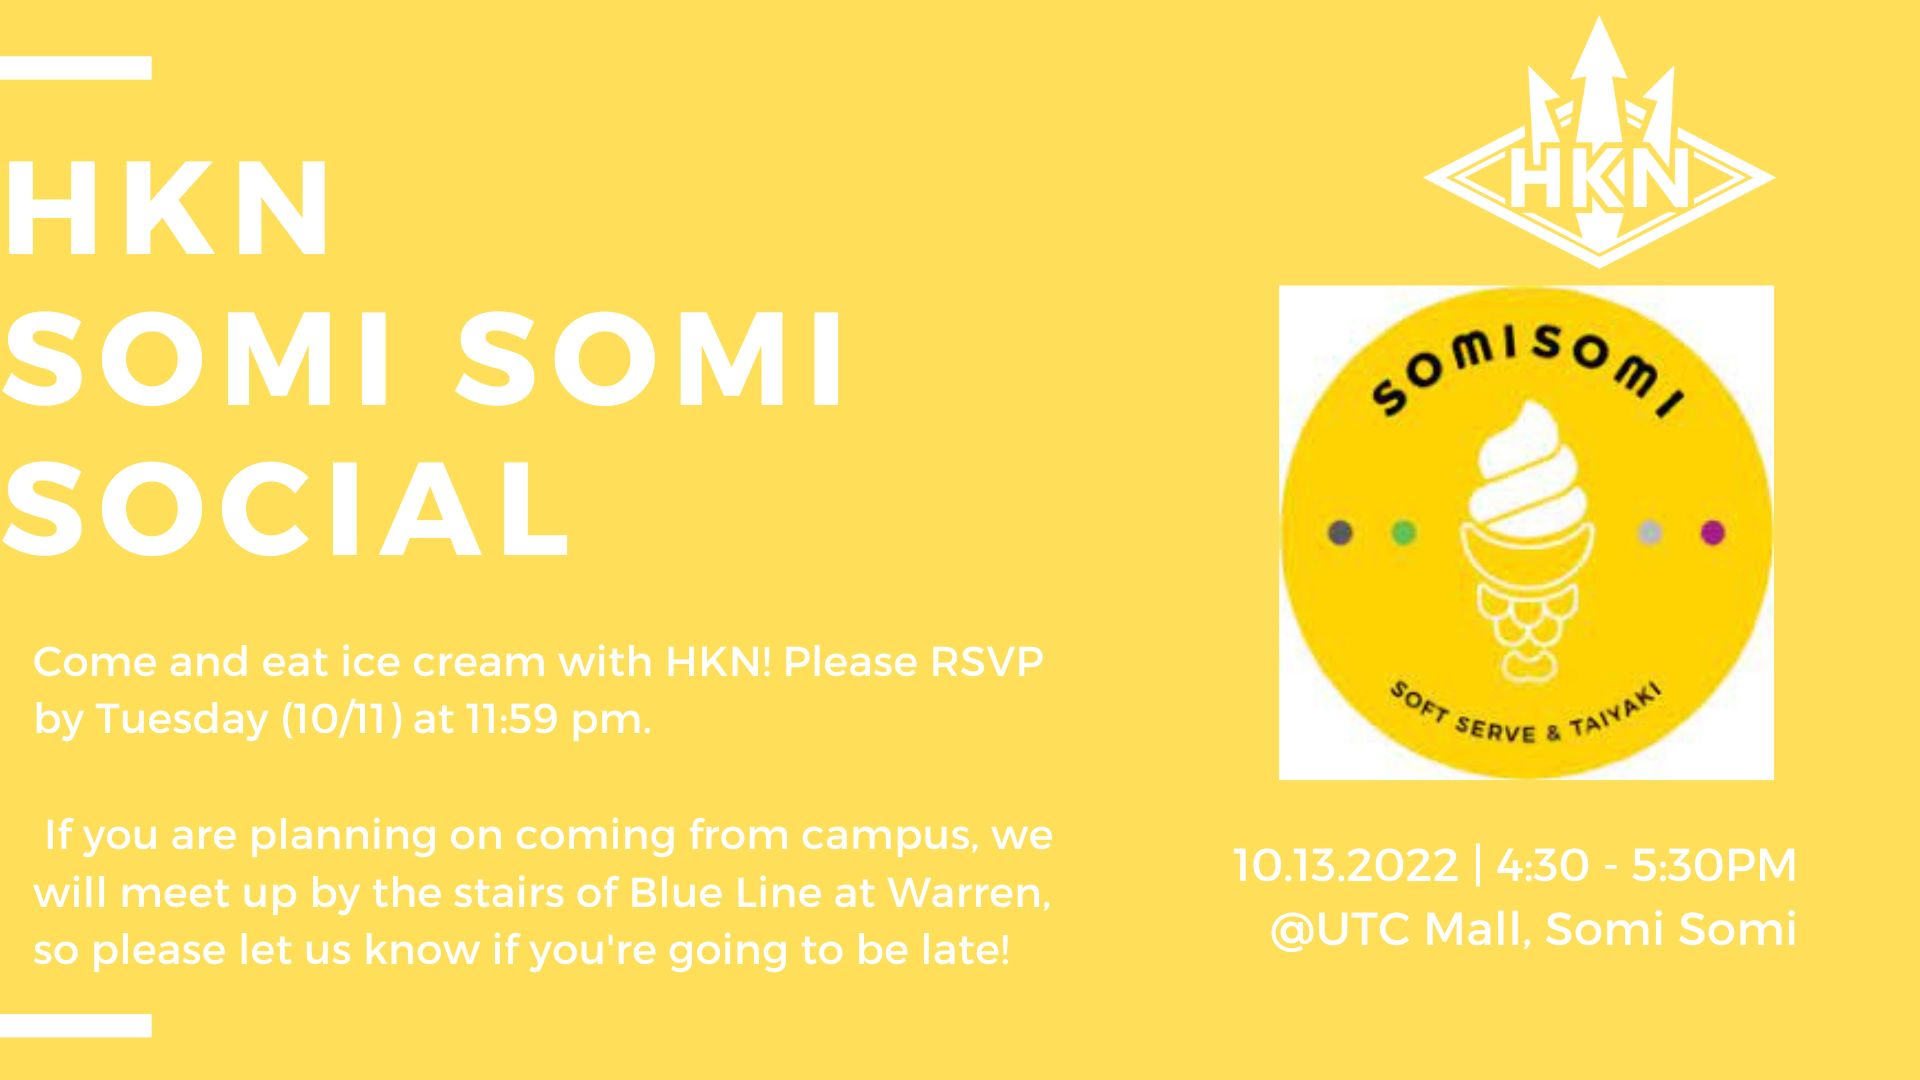 HKN
SOMI SOMI
SOCIAL
Come and eat ice cream with HKN! Please RSVP
by Tuesday (10/11) at 11:59 pm.
If you are planning on coming from campus, we
will meet up by the stairs of Blue Line at Warren,
so please let us know if you're going to be late!
HKN
SOMISOMI
SOFT SERVE & TAIYAKI
10.13.2022 | 4:30 - 5:30PM
@UTC Mall, Somi Somi